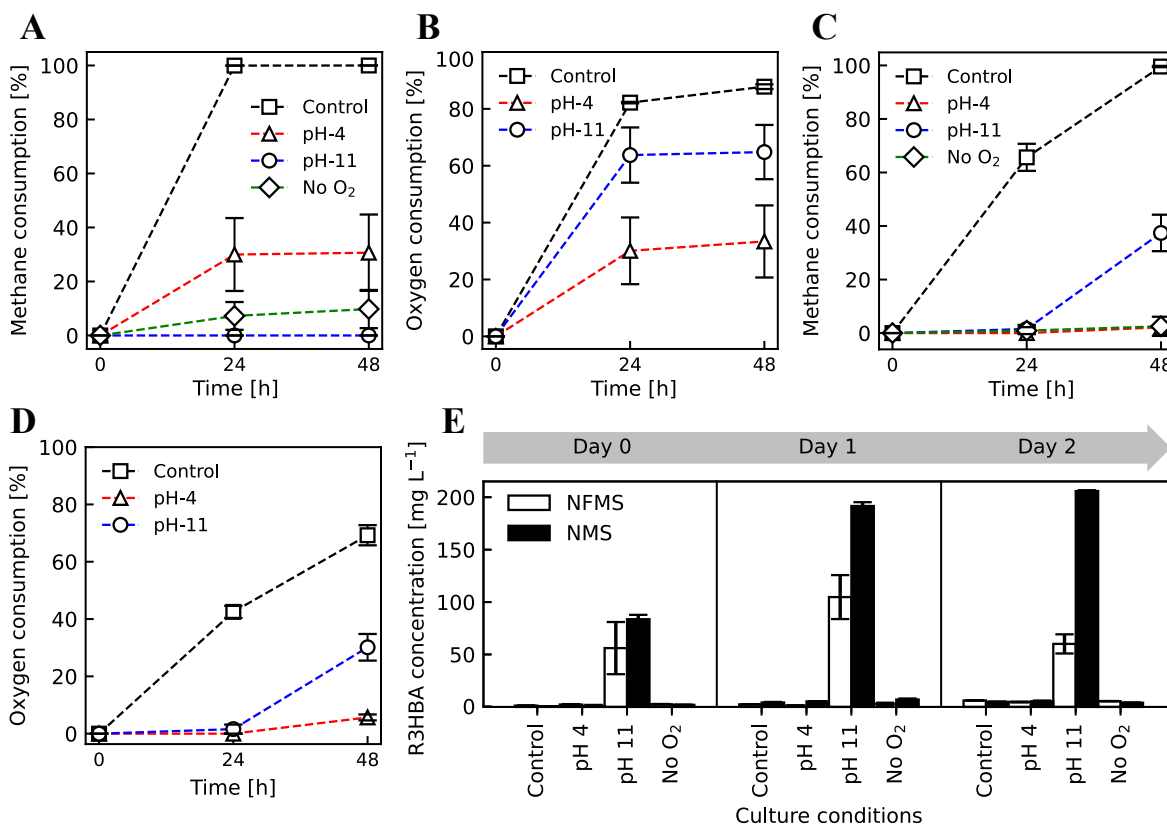 A
Methane consumption [%]
100
80
60
40
20
0
Control
pH-4
pH-11
No O₂
0 24 48
Time [h]
B
Oxygen consumption [%]
100
80
60
40
20
0
Control
pH-4
pH-11
0 24 48
Time [h]
C
Methane consumption [%]
100
80
60
40
20
0
Control
pH-4
pH-11
No O₂
0 24 48
Time [h]
D
Oxygen consumption [%]
100
80
60
40
20
0
Control
pH-4
pH-11
0 24 48
Time [h]
E
Day 0 Day 1 Day 2
R3HBA concentration [mg L⁻¹]
200
150
100
50
0
NFMS
NMS
Control pH 4 pH 11 No O₂ Control pH 4 pH 11 No O₂ Control pH 4 pH 11 No O₂
Culture conditions